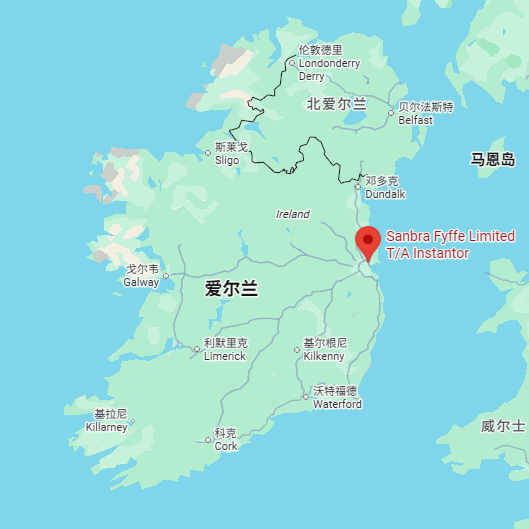 伦敦德里
Londonderry
Derry
北爱尔兰
贝尔法斯特
Belfast
斯莱戈
Sligo
马恩岛
邓多克
Dundalk
Ireland
Sanbra Fyffe Limited
T/A Instantor
戈尔韦
Galway
爱尔兰
利默里克
Limerick
基尔根尼
Kilkenny
沃特福德
Waterford
基拉尼
Killarney
威尔士
科克
Cork